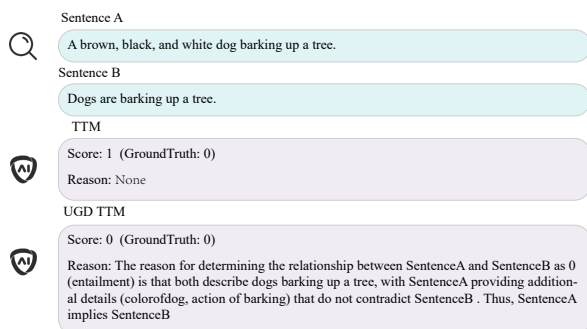 Sentence A
A brown, black, and white dog barking up a tree.
Sentence B
Dogs are barking up a tree.
TTM
Score: 1 (GroundTruth: 0)
Reason: None
UGD TTM
Score: 0 (GroundTruth: 0)
Reason: The reason for determining the relationship between SentenceA and SentenceB as 0
(entailment) is that both describe dogs barking up a tree, with SentenceA providing addition-
al details (colorofdog, action of barking) that do not contradict SentenceB . Thus, SentenceA
implies SentenceB